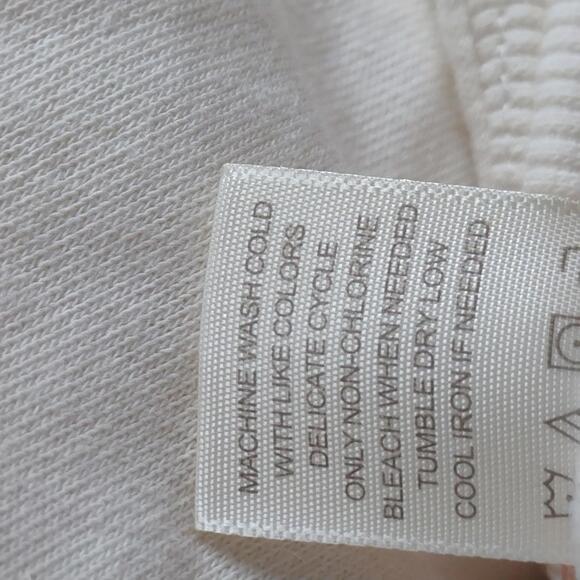 MACHINE WASH COLD
WITH LIKE COLORS
DELICATE CYCLE
ONLY NON-CHLORINE
BLEACH WHEN NEEDED
TUMBLE DRY LOW
COOL IRON IF NEEDED